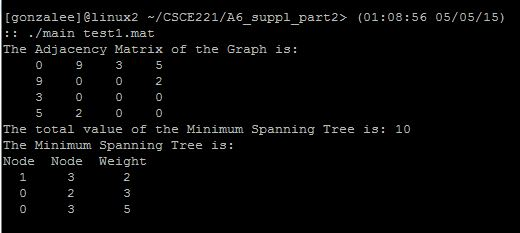 [gonzalee]@linux2 ~/CSCE221/A6_suppl_part2> (01:08:56 05/05/15)
:: ./main test1.mat
The Adjacency Matrix of the Graph is:
0 9 3 5
9 0 0 2
3 0 0 0
5 2 0 0
The total value of the Minimum Spanning Tree is: 10
The Minimum Spanning Tree is:
Node Node Weight
1 3 2
0 2 3
0 3 5